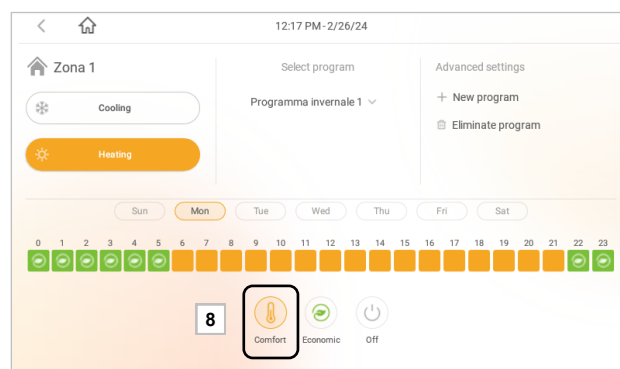 12:17 PM-2/26/24
Zona 1
Select program
Advanced settings
Cooling
Programma invernale 1
New program
Eliminate program
Heating
Sun Mon Tue Wed Thu Fri Sat
0 1 2 3 4 5 6 7 8 9 10 11 12 13 14 15 16 17 18 19 20 21 22 23
8
Comfort Economic Off